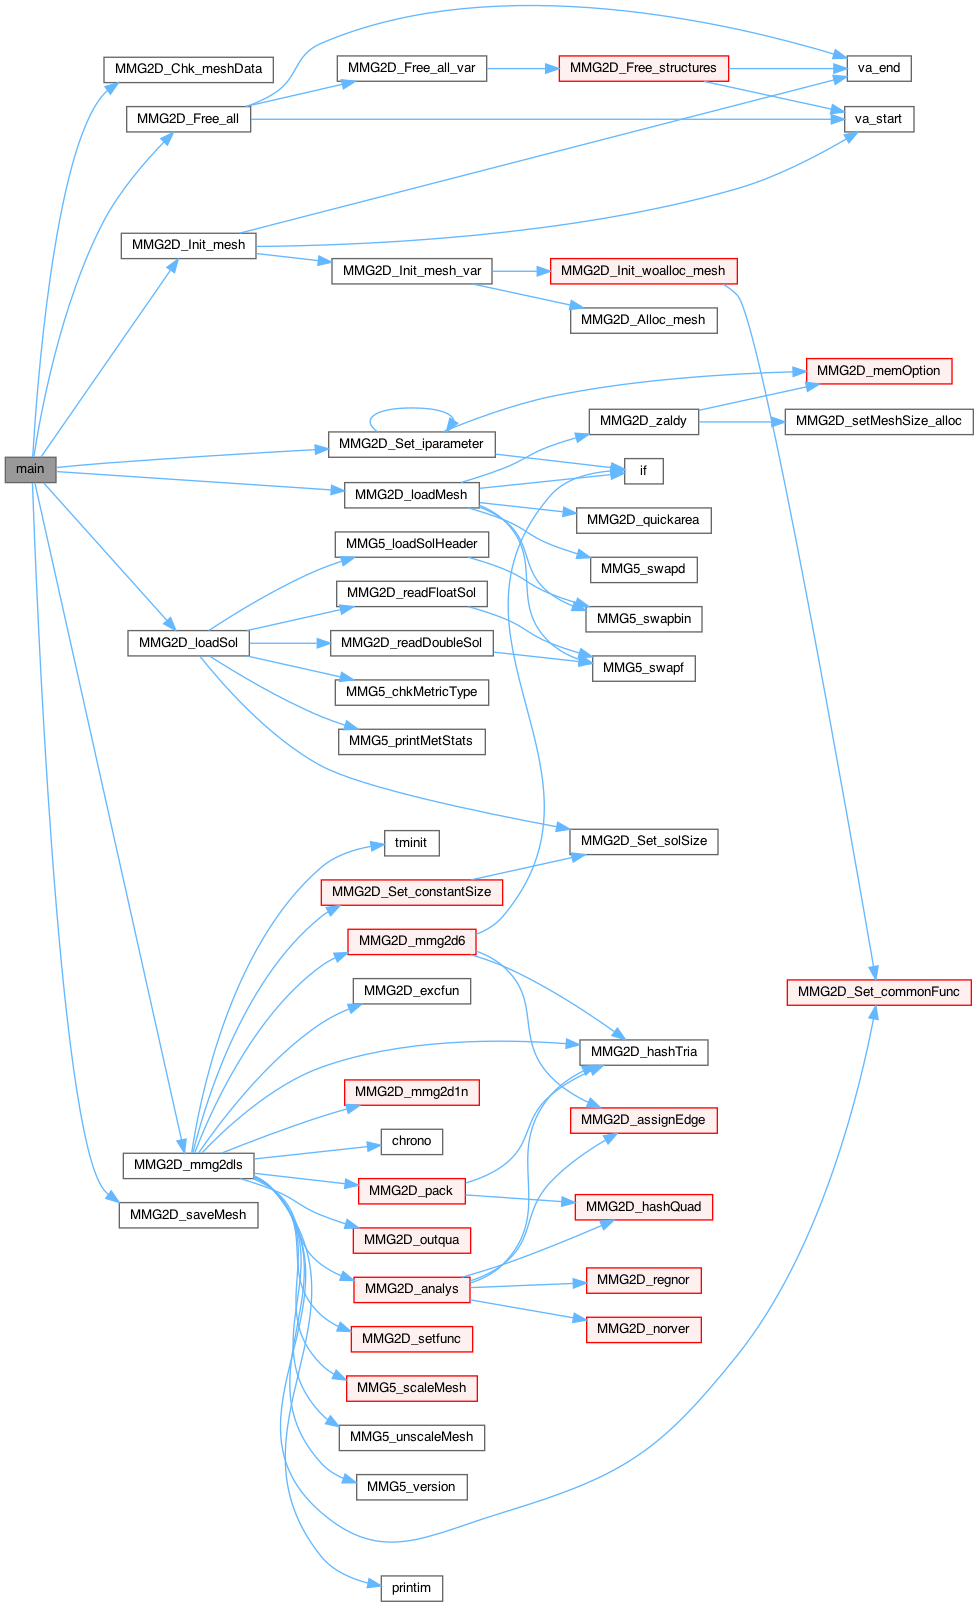 MMG2D_Chk_meshData
MMG2D_Free_all
MMG2D_Free_all_var
MMG2D_Free_structures
va_end
va_start
MMG2D_Init_mesh
MMG2D_Init_mesh_var
MMG2D_Init_woalloc_mesh
MMG2D_Alloc_mesh
MMG2D_memOption
MMG2D_zaldy
MMG2D_setMeshSize_alloc
main
MMG2D_Set_iparameter
if
MMG2D_loadMesh
MMG2D_quickarea
MMG5_loadSolHeader
MMG5_swapd
MMG2D_readFloatSol
MMG5_swapbin
MMG2D_loadSol
MMG2D_readDoubleSol
MMG5_swapf
MMG5_chkMetricType
MMG5_printMetStats
MMG2D_Set_solSize
tminit
MMG2D_Set_constantSize
MMG2D_mmg2d6
MMG2D_excfun
MMG2D_Set_commonFunc
MMG2D_hashTria
MMG2D_mmg2d1n
MMG2D_assignEdge
chrono
MMG2D_mmg2dls
MMG2D_pack
MMG2D_hashQuad
MMG2D_saveMesh
MMG2D_outqua
MMG2D_analys
MMG2D_regnor
MMG2D_norver
MMG2D_setfunc
MMG5_scaleMesh
MMG5_unscaleMesh
MMG5_version
printim